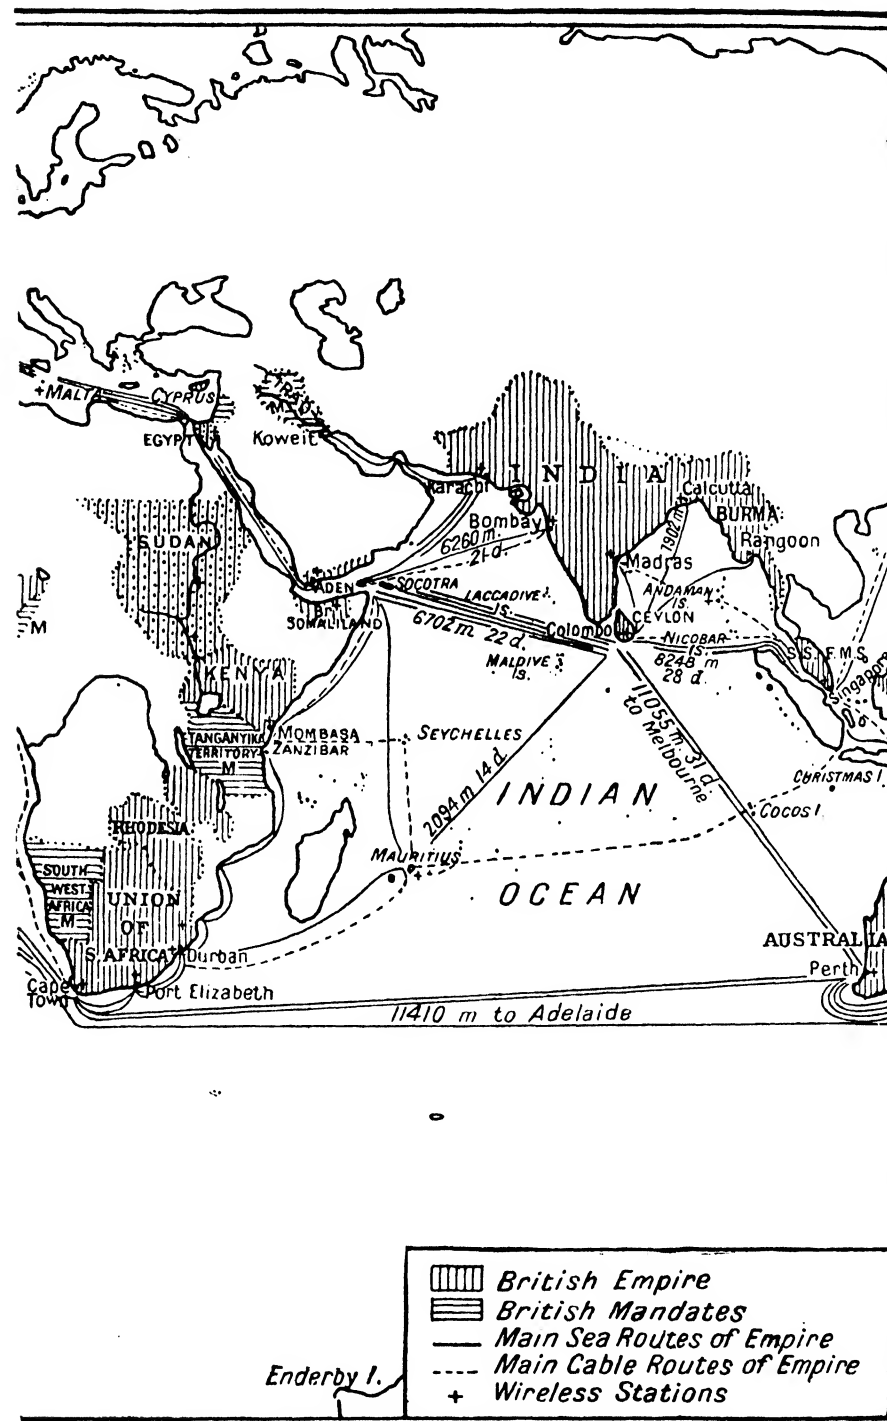 MALTA
CYPRUS
EGYPT
IRAQ
M
Koweit
Karachi
INDIA
Calcutta
BURMA
Rangoon
Bombay
6260 m
21 d.
1902 m
Madras
ANDAMAN
IS.
SUDAN
M
ADEN
SOCOTRA
Br.
SOMALILAND
LACCADIVE
IS.
6702 m 22 d.
Colombo
CEYLON
NICOBAR
IS.
8248 m
28 d.
MALDIVE
IS.
S.S.
F.M.S.
Singapore
KENYA
11055 m. 31 d.
to Melbourne
TANGANYIKA
TERRITORY
M
MOMBASA
ZANZIBAR
SEYCHELLES
2094 m 14 d.
INDIAN
CHRISTMAS I.
COCOS I.
RHODESIA
MAURITIUS
OCEAN
SOUTH
WEST
AFRICA
M
UNION
OF
S.AFRICA
Durban
AUSTRALIA
Perth
Cape
Town
Port Elizabeth
11410 m to Adelaide
British Empire
British Mandates
Main Sea Routes of Empire
Main Cable Routes of Empire
Wireless Stations
Enderby I.